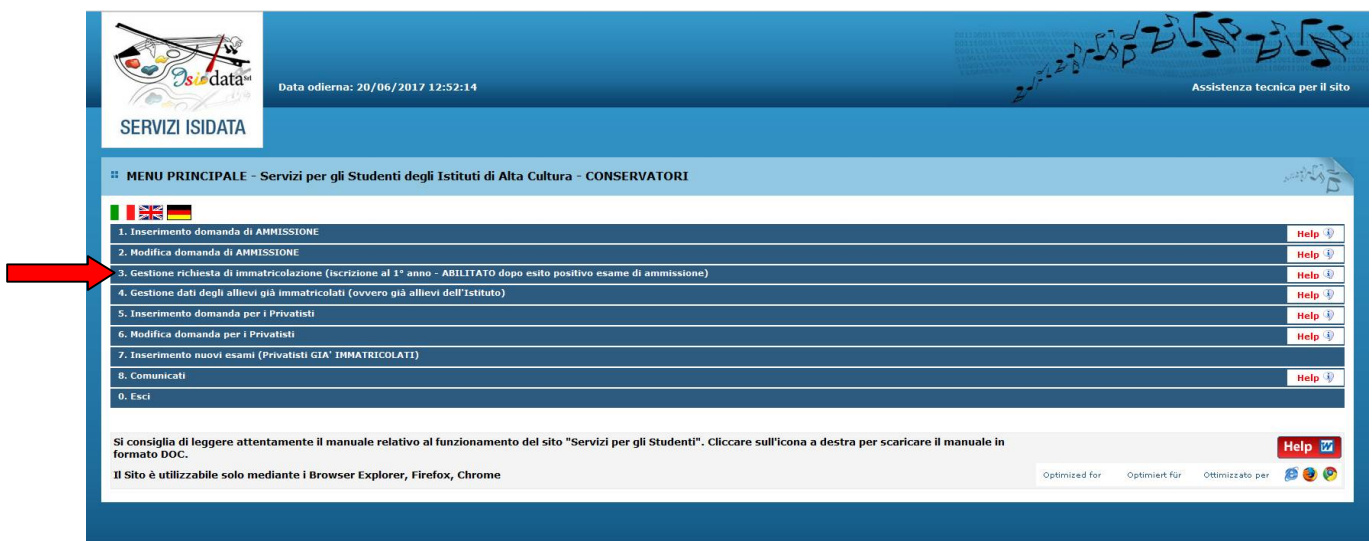 Isidata Srl
SERVIZI ISIDATA
Data odierna: 20/06/2017 12:52:14
Assistenza tecnica per il sito
MENU PRINCIPALE - Servizi per gli Studenti degli Istituti di Alta Cultura - CONSERVATORI
1. Inserimento domanda di AMMISSIONE
Help
2. Modifica domanda di AMMISSIONE
Help
3. Gestione richiesta di immatricolazione (iscrizione al 1° anno - ABILITATO dopo esito positivo esame di ammissione)
Help
4. Gestione dati degli allievi già immatricolati (ovvero già allievi dell'Istituto)
Help
5. Inserimento domanda per i Privatisti
Help
6. Modifica domanda per i Privatisti
Help
7. Inserimento nuovi esami (Privatisti GIA' IMMATRICOLATI)
8. Comunicati
Help
0. Esci
Si consiglia di leggere attentamente il manuale relativo al funzionamento del sito "Servizi per gli Studenti". Cliccare sull'icona a destra per scaricare il manuale in
formato DOC.
Help
Il Sito è utilizzabile solo mediante i Browser Explorer, Firefox, Chrome
Optimized for Optimiert für Ottimizzato per